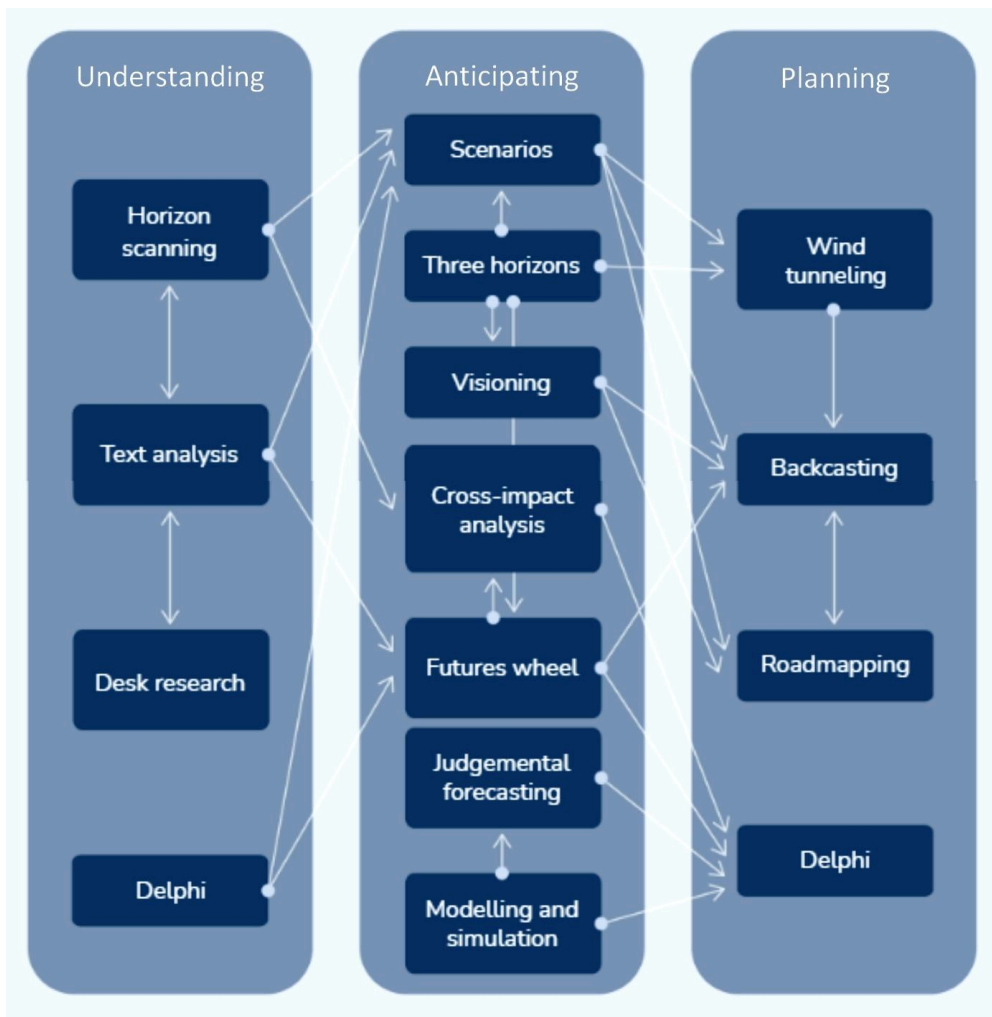 Understanding
Horizon
scanning
Text analysis
Desk research
Delphi
Anticipating
Scenarios
Three horizons
Visioning
Cross-impact
analysis
Futures wheel
Judgemental
forecasting
Modelling and
simulation
Planning
Wind
tunneling
Backcasting
Roadmapping
Delphi